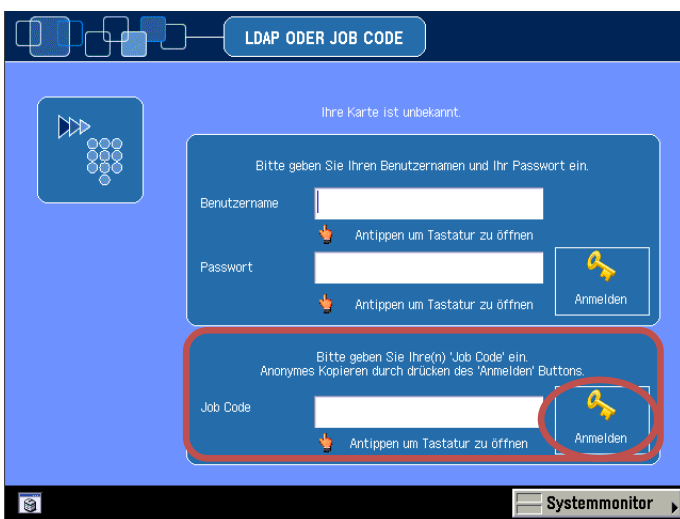 LDAP ODER JOB CODE
Ihre Karte ist unbekannt.
Bitte geben Sie Ihren Benutzernamen und Ihr Passwort ein.
Benutzername
Antippen um Tastatur zu öffnen
Passwort
Antippen um Tastatur zu öffnen
Anmelden
Bitte geben Sie Ihre(n) 'Job Code' ein.
Anonymes Kopieren durch drücken des 'Anmelden' Buttons.
Job Code
Antippen um Tastatur zu öffnen
Anmelden
Systemmonitor